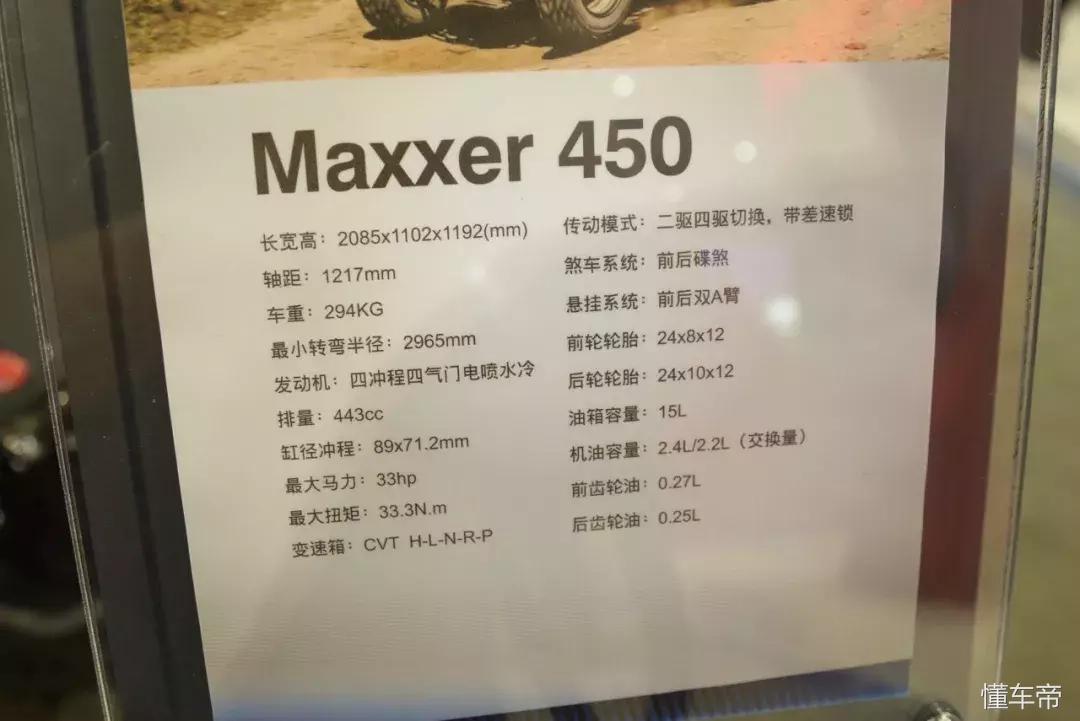 Maxxer 450
长宽高：2085x1102x1192(mm)
轴距：1217mm
车重：294KG
最小转弯半径：2965mm
发动机：四冲程四气门电喷水冷
排量：443cc
缸径冲程：89x71.2mm
最大马力：33hp
最大扭矩：33.3N.m
变速箱：CVT H-L-N-R-P
传动模式：二驱四驱切换，带差速锁
煞车系统：前后碟煞
悬挂系统：前后双A臂
前轮轮胎：24x8x12
后轮轮胎：24x10x12
油箱容量：15L
机油容量：2.4L/2.2L（交换量）
前齿轮油：0.27L
后齿轮油：0.25L
懂车帝